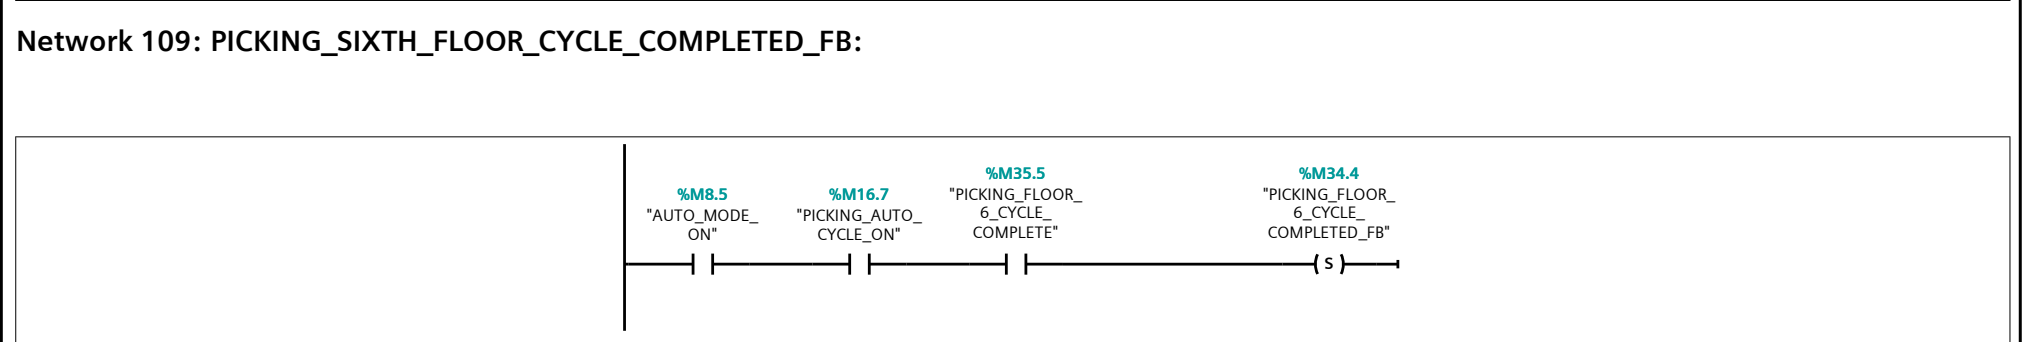 Network 109: PICKING_SIXTH_FLOOR_CYCLE_COMPLETED_FB:
%M8.5
"AUTO_MODE_
ON"
%M16.7
"PICKING_AUTO_
CYCLE_ON"
%M35.5
"PICKING_FLOOR_
6_CYCLE_
COMPLETE"
%M34.4
"PICKING_FLOOR_
6_CYCLE_
COMPLETED_FB"
S